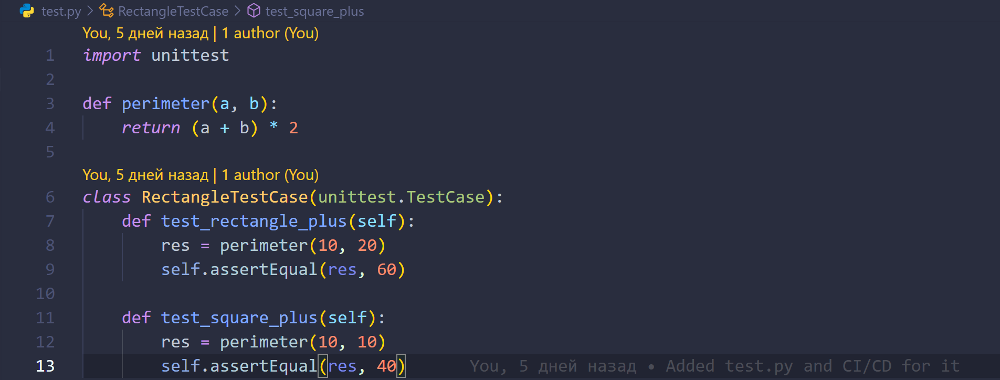 test.py > RectangleTestCase > test_square_plus
You, 5 дней назад | 1 author (You)
1 import unittest
2
3 def perimeter(a, b):
4     return (a + b) * 2
5
You, 5 дней назад | 1 author (You)
6 class RectangleTestCase(unittest.TestCase):
7     def test_rectangle_plus(self):
8         res = perimeter(10, 20)
9         self.assertEqual(res, 60)
10
11     def test_square_plus(self):
12         res = perimeter(10, 10)
13         self.assertEqual(res, 40) You, 5 дней назад • Added test.py and CI/CD for it